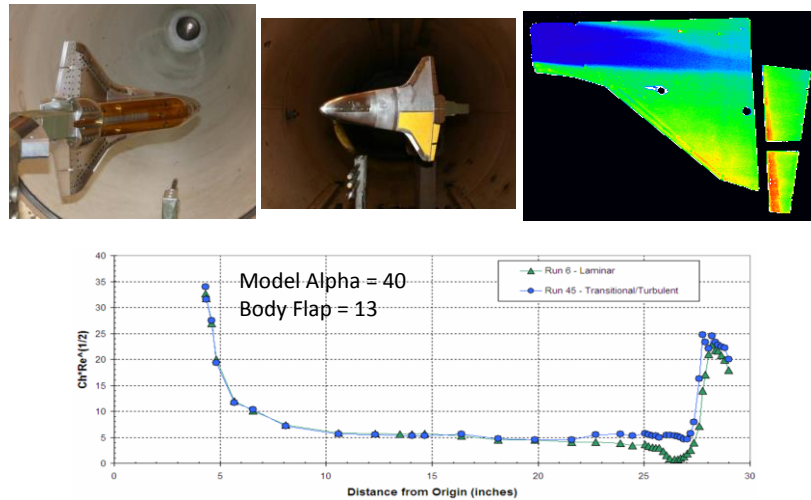 Model Alpha = 40
Body Flap = 13
Run 6 - Laminar
Run 45 - Transitional/Turbulent
Ch*Re^(1/2)
40
35
30
25
20
15
10
5
0
0 5 10 15 20 25 30
Distance from Origin (inches)